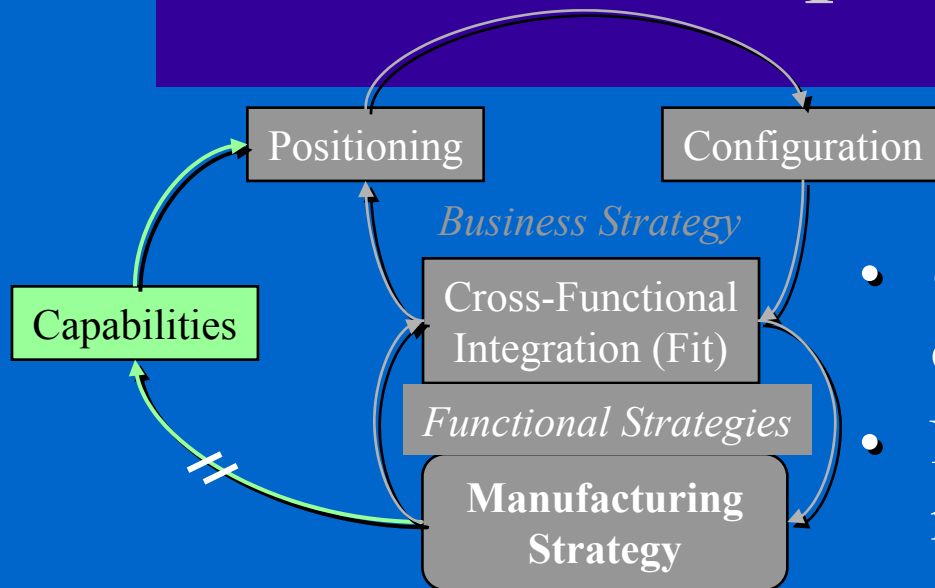 Positioning
Configuration
Business Strategy
Capabilities
Cross-Functional
Integration (Fit)
Functional Strategies
Manufacturing
Strategy